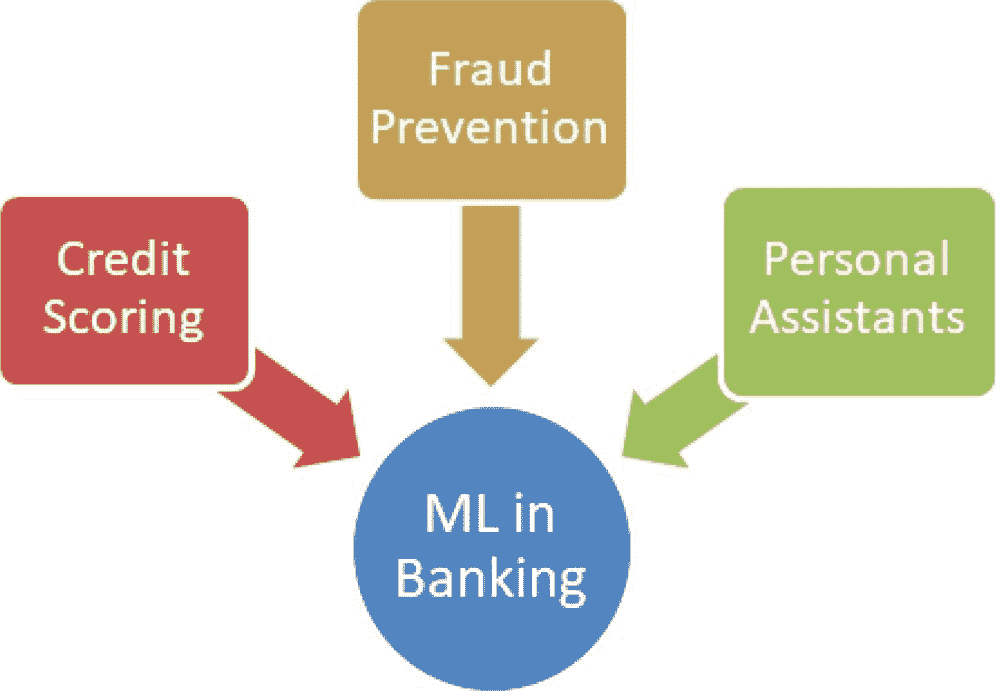 Fraud
Prevention
Credit
Scoring
Personal
Assistants
ML in
Banking